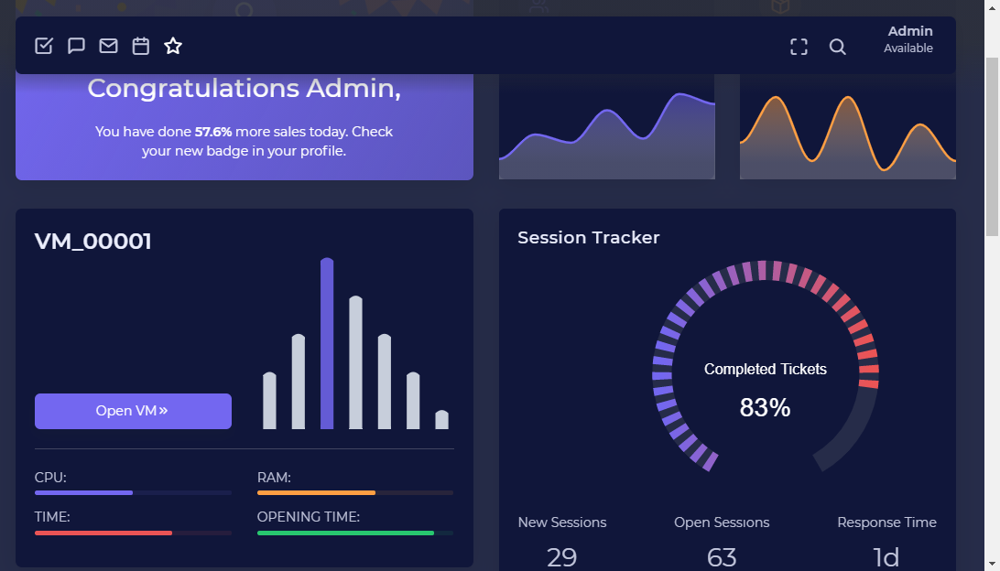 Admin
Available
Congratulations Admin,
You have done 57.6% more sales today. Check
your new badge in your profile.
VM_00001
Open VM»
CPU:
RAM:
TIME:
OPENING TIME:
Session Tracker
Completed Tickets
83%
New Sessions
Open Sessions
Response Time
29
63
1d